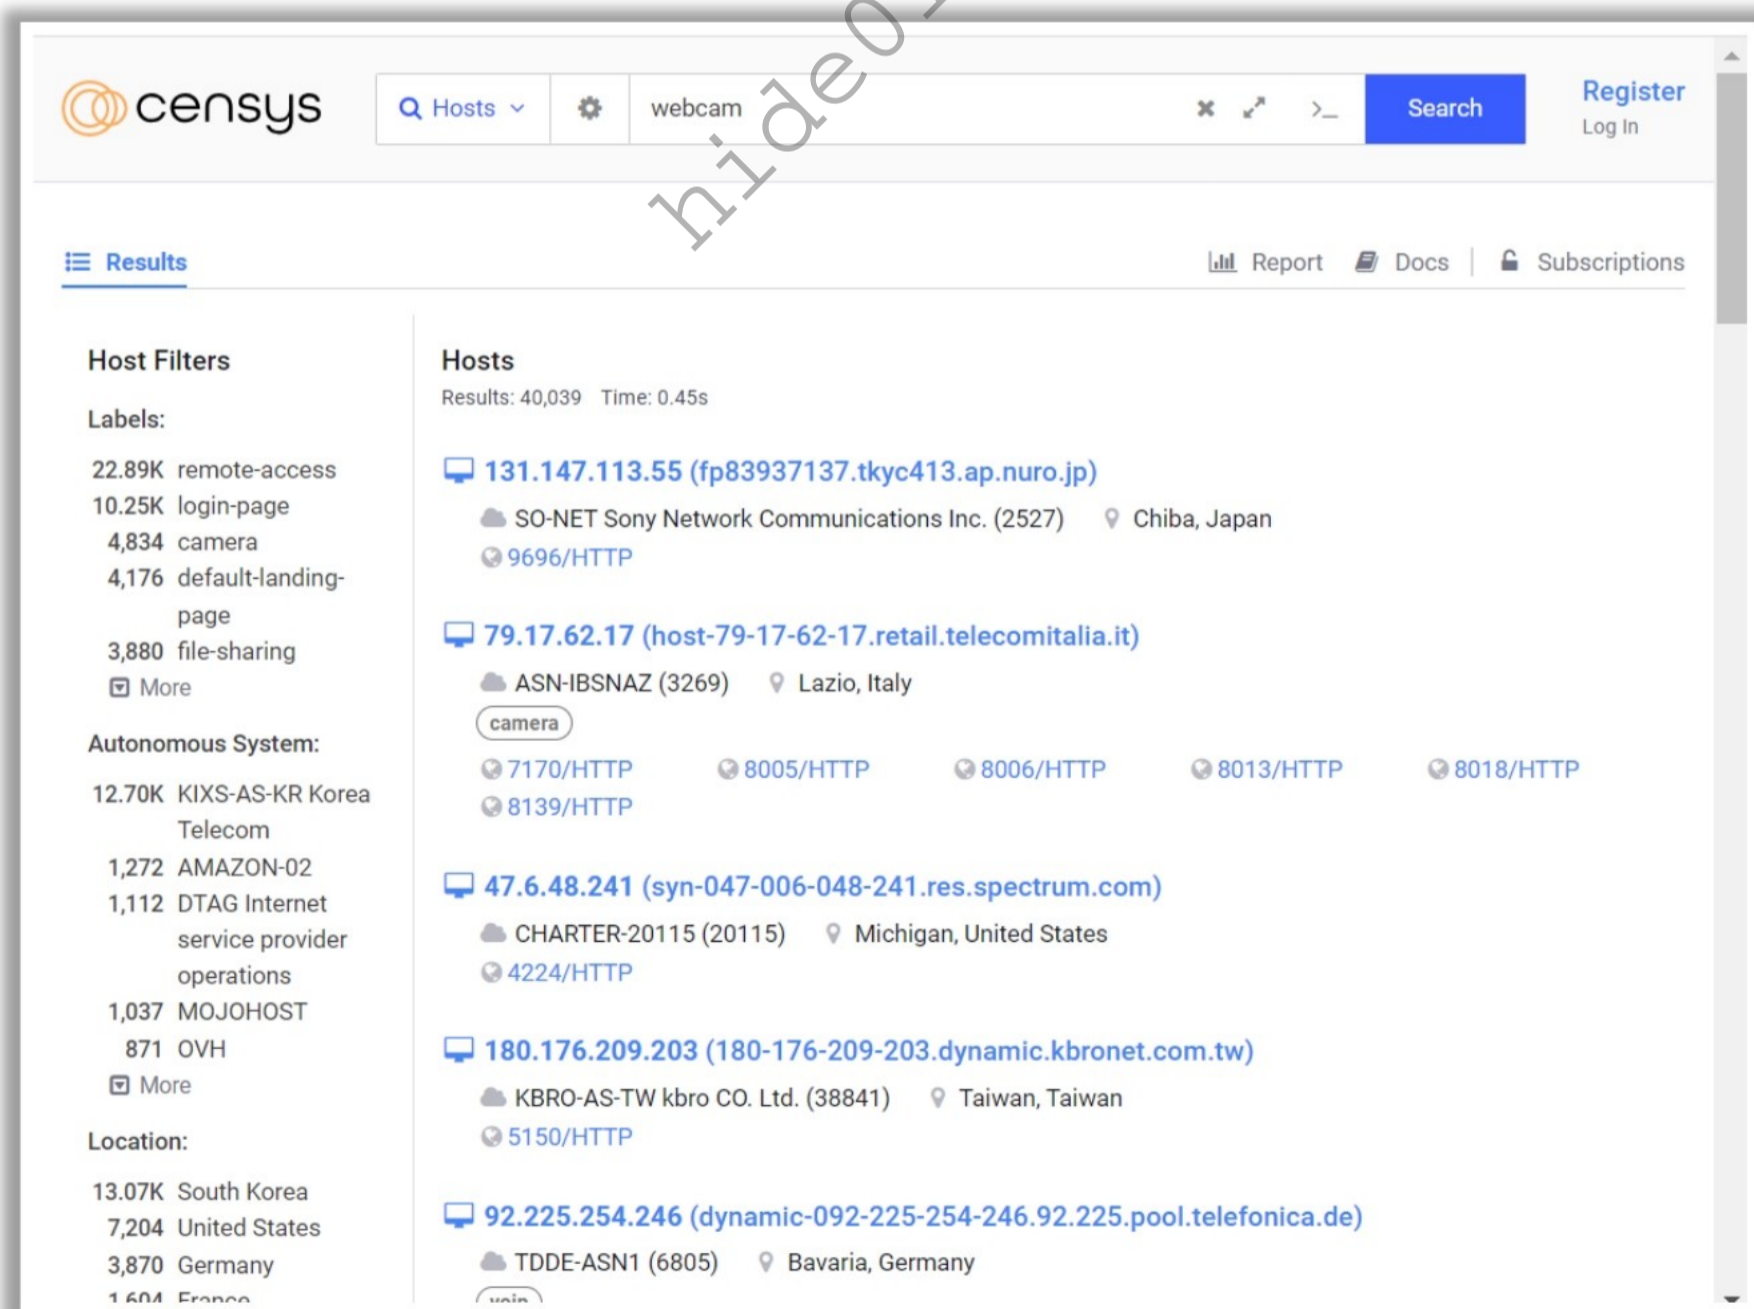 censys
Hosts
webcam
>_
Search
Register
Log In
Results
Report
Docs
Subscriptions
Host Filters
Labels:
22.89K remote-access
10.25K login-page
4,834 camera
4,176 default-landing-
page
3,880 file-sharing
More
Autonomous System:
12.70K KIXS-AS-KR Korea
Telecom
1,272 AMAZON-02
1,112 DTAG Internet
service provider
operations
1,037 MOJOHOST
871 OVH
More
Location:
13.07K South Korea
7,204 United States
3,870 Germany
1,604 France
Hosts
Results: 40,039 Time: 0.45s
131.147.113.55 (fp83937137.tkyc413.ap.nuro.jp)
SO-NET Sony Network Communications Inc. (2527) Chiba, Japan
9696/HTTP
79.17.62.17 (host-79-17-62-17.retail.telecomitalia.it)
ASN-IBSNAZ (3269) Lazio, Italy
camera
7170/HTTP 8005/HTTP 8006/HTTP 8013/HTTP 8018/HTTP
8139/HTTP
47.6.48.241 (syn-047-006-048-241.res.spectrum.com)
CHARTER-20115 (20115) Michigan, United States
4224/HTTP
180.176.209.203 (180-176-209-203.dynamic.kbronet.com.tw)
KBRO-AS-TW kbro CO. Ltd. (38841) Taiwan, Taiwan
5150/HTTP
92.225.254.246 (dynamic-092-225-254-246.92.225.pool.telefonica.de)
TDDE-ASN1 (6805) Bavaria, Germany
voip